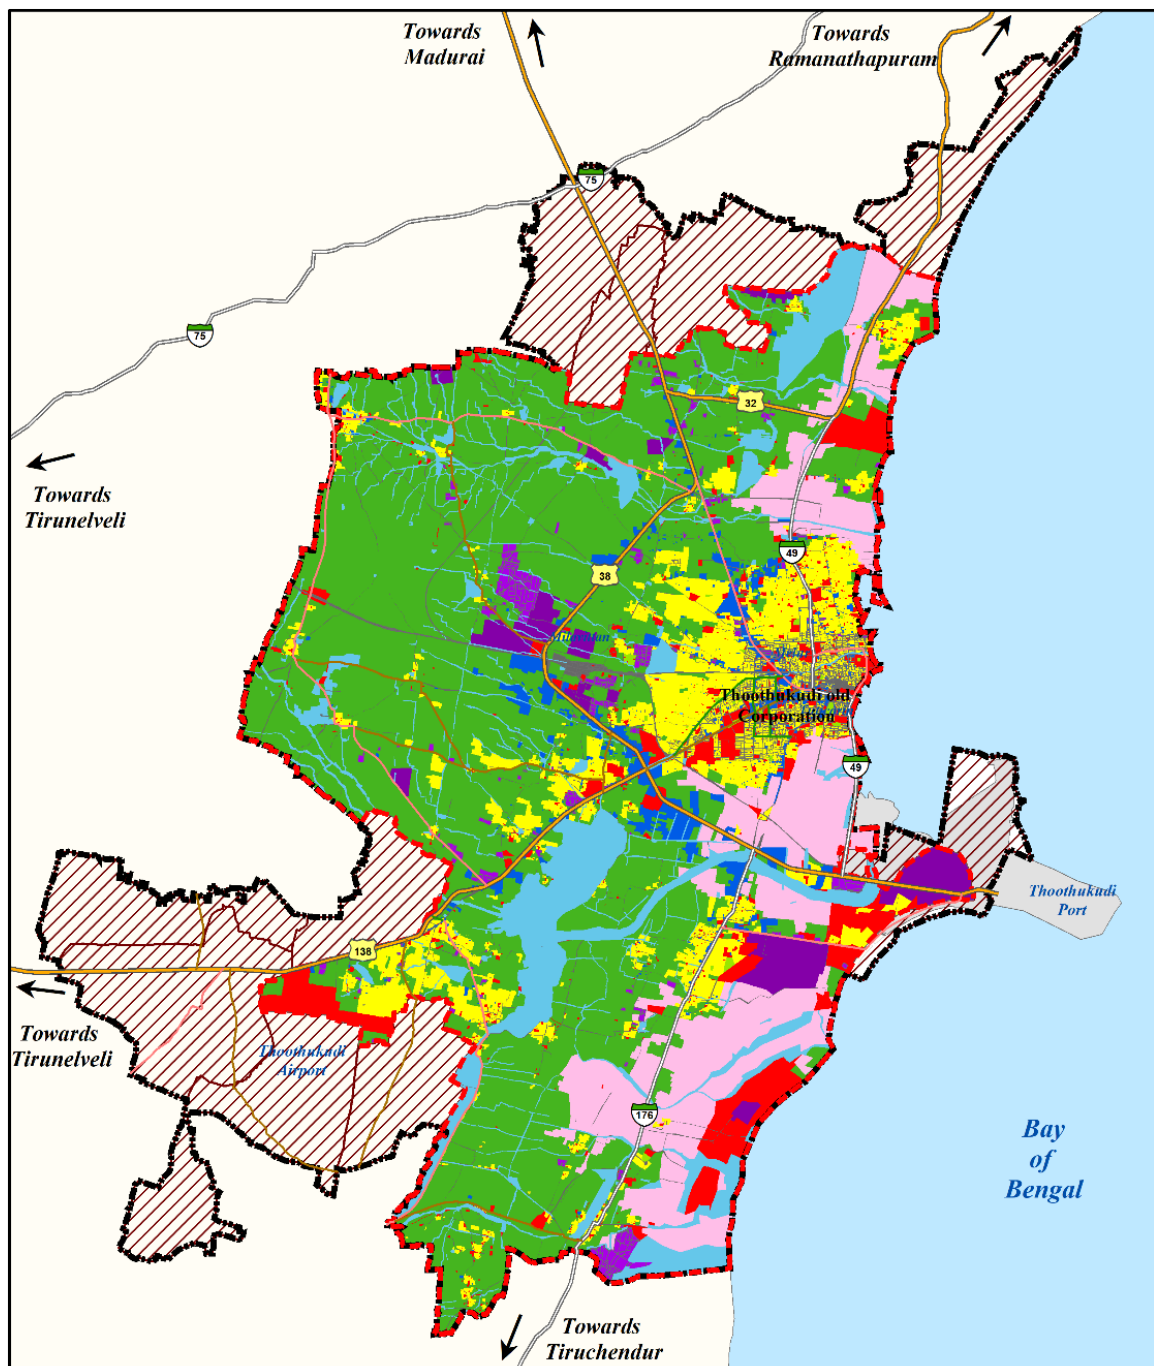 Towards
Madurai
Towards
Ramanathapuram
75
75
32
Towards
Tirunelveli
49
38
Thoothukudi old
Corporation
49
Thoothukudi
Port
138
Towards
Tirunelveli
Thoothukudi
Airport
176
Bay
of
Bengal
Towards
Tiruchendur